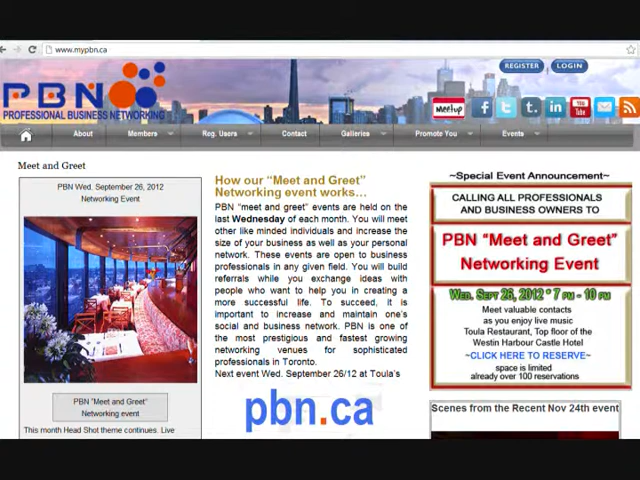 www.mypbn.ca
REGISTER
LOGIN
PBN
PROFESSIONAL BUSINESS NETWORKING
Meetup
You Tube
About
Members
Reg. Users
Contact
Galleries
Promote You
Events
Meet and Greet
PBN Wed. September 26, 2012
Networking Event
PBN "Meet and Greet"
Networking event
This month Head Shot theme continues. Live
How our “Meet and Greet”
Networking event works…
PBN "meet and greet" events are held on the
last Wednesday of each month. You will meet
other like minded individuals and increase the
size of your business as well as your personal
network. These events are open to business
professionals in any given field. You will build
referrals while you exchange ideas with
people who want to help you in creating a
more successful life. To succeed, it is
important to increase and maintain one's
social and business network. PBN is one of
the most prestigious and fastest growing
networking venues for sophisticated
professionals in Toronto.
Next event Wed. September 26/12 at Toula's
pbn.ca
~Special Event Announcement~
CALLING ALL PROFESSIONALS
AND BUSINESS OWNERS TO
PBN "Meet and Greet"
Networking Event
WED. SEPT 26, 2012 * 7 PM - 10 PM
Meet valuable contacts
as you enjoy live music
Toula Restaurant, Top floor of the
Westin Harbour Castle Hotel
~CLICK HERE TO RESERVE~
space is limited
already over 100 reservations
Scenes from the Recent Nov 24th event